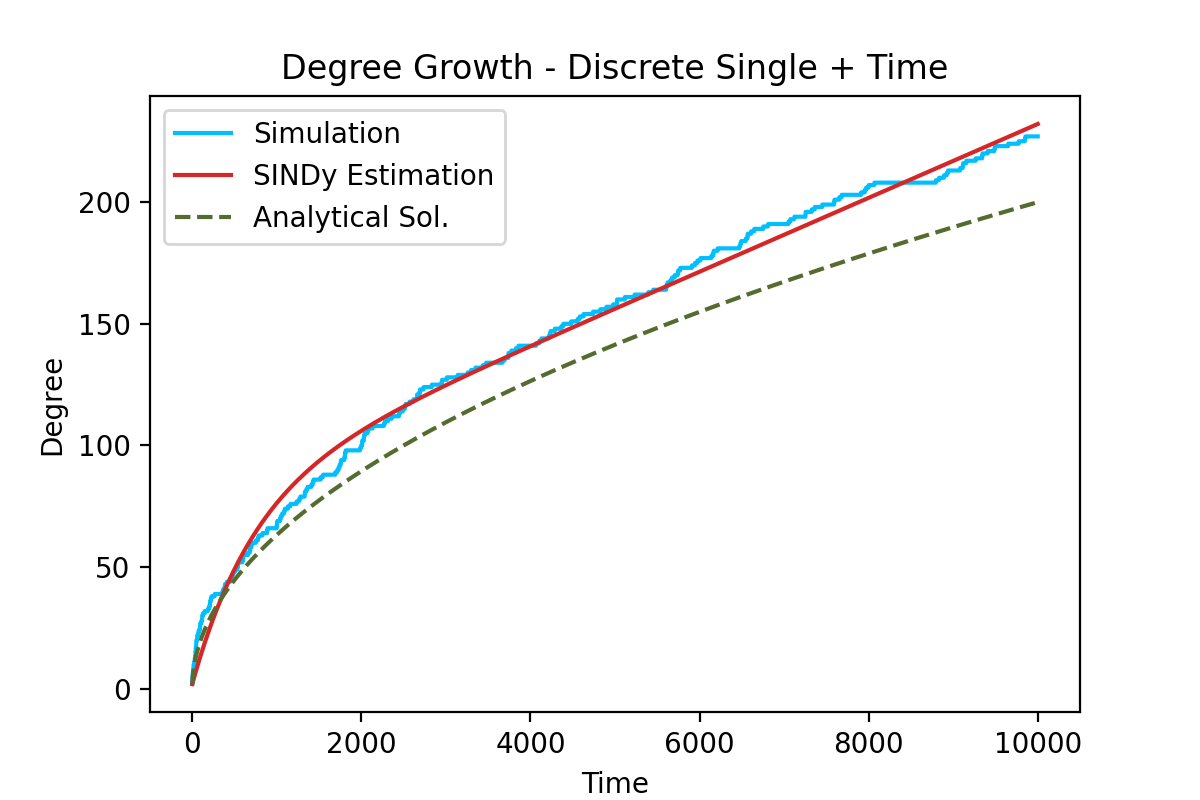 Degree Growth - Discrete Single + Time
Simulation
SINDy Estimation
Analytical Sol.
200
150
100
50
0
Degree
0 2000 4000 6000 8000 10000
Time